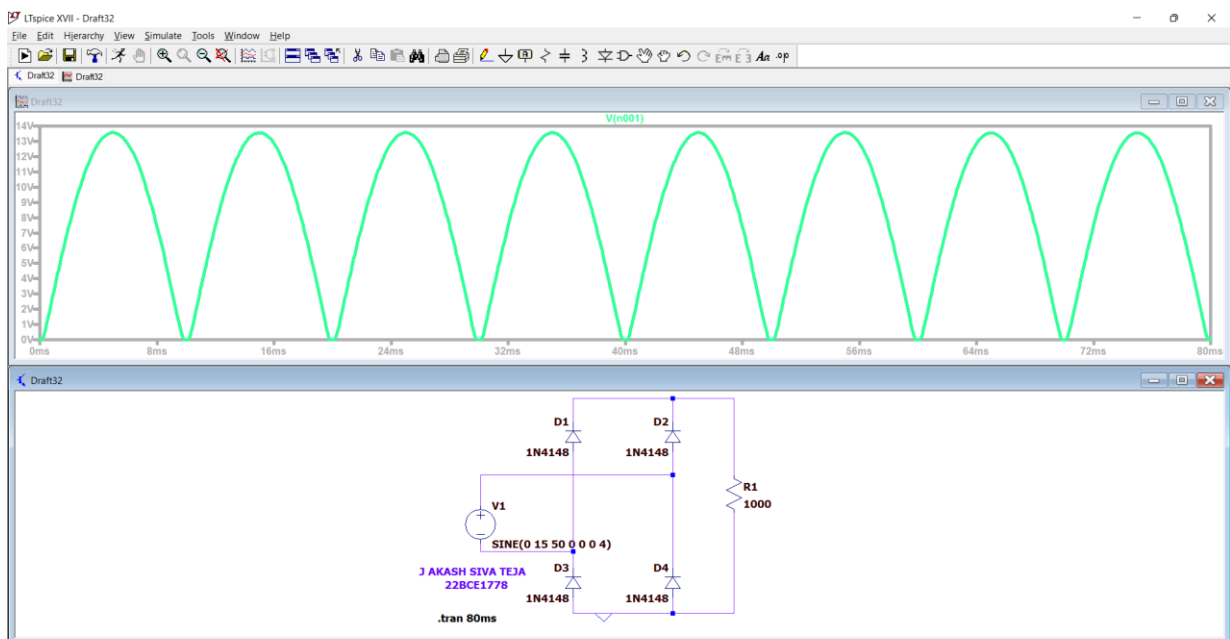 LTspice XVII - Draft32
File Edit Hierarchy View Simulate Tools Window Help
Draft32 Draft32
Draft32
V(n001)
14V
13V
12V
11V
10V
9V
8V
7V
6V
5V
4V
3V
2V
1V
0V
0ms 8ms 16ms 24ms 32ms 40ms 48ms 56ms 64ms 72ms 80ms
Draft32
D1 D2
1N4148 1N4148
R1
1000
V1
SINE(0 15 50 0 0 0 4)
J AKASH SIVA TEJA
22BCE1778
D3 D4
1N4148 1N4148
.tran 80ms